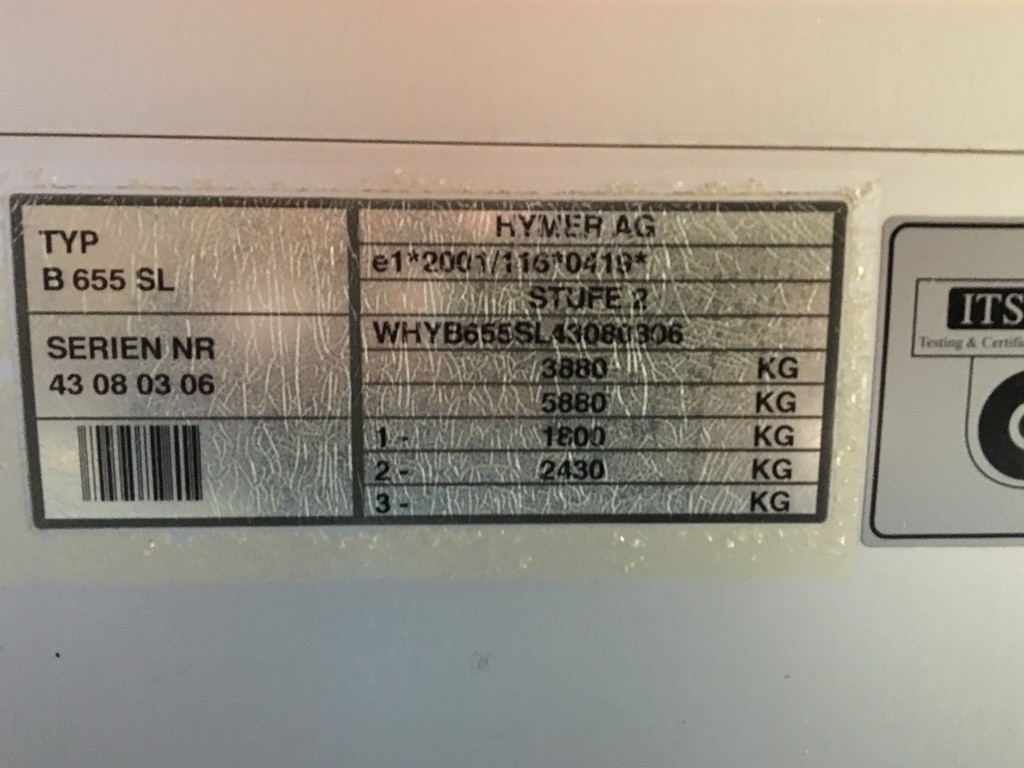 TYP
B 655 SL
SERIEN NR
43 08 03 06
HYMER AG
e1*2001/116*0419*
STUFE 2
WHYB655SL43080306
3880 KG
5880 KG
1 - 1800 KG
2 - 2430 KG
3 - KG
ITS
Testing &